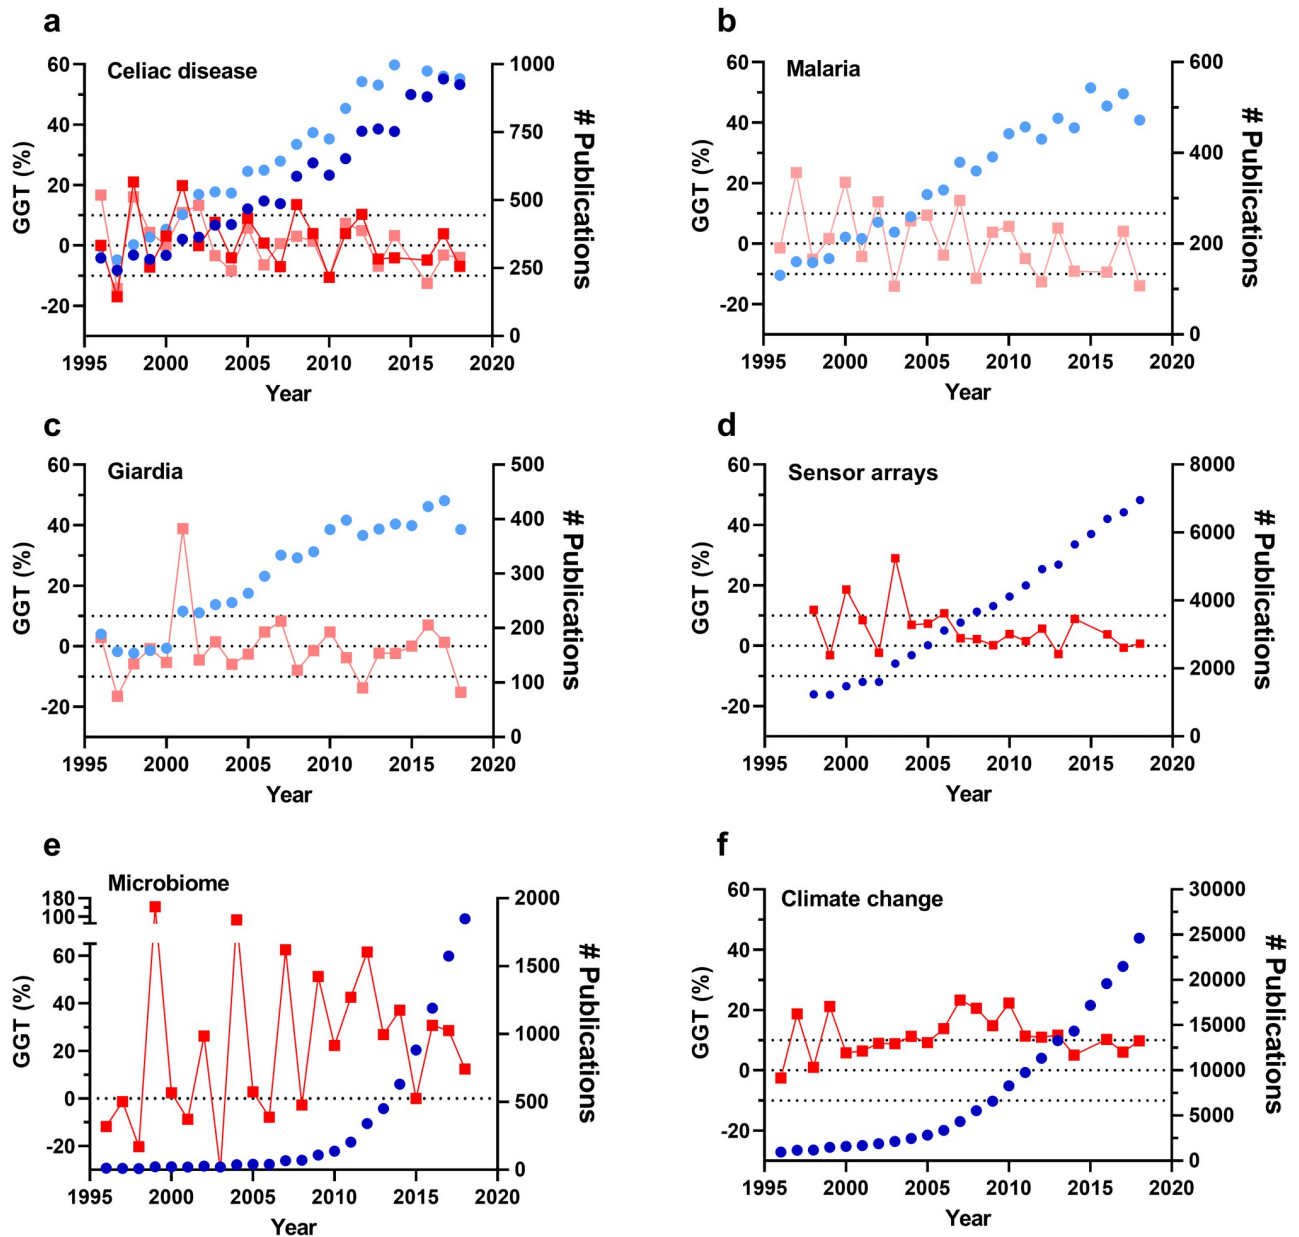 a
Celiac disease
GGT (%)
60
40
20
0
-20
1000
750
500
250
0
# Publications
1995 2000 2005 2010 2015 2020
Year
b
Malaria
GGT (%)
60
40
20
0
-20
600
400
200
0
# Publications
1995 2000 2005 2010 2015 2020
Year
c
Giardia
GGT (%)
60
40
20
0
-20
500
400
300
200
100
0
# Publications
1995 2000 2005 2010 2015 2020
Year
d
Sensor arrays
GGT (%)
60
40
20
0
-20
8000
6000
4000
2000
0
# Publications
1995 2000 2005 2010 2015 2020
Year
e
Microbiome
GGT (%)
180
100
60
40
20
0
-20
2000
1500
1000
500
0
# Publications
1995 2000 2005 2010 2015 2020
Year
f
Climate change
GGT (%)
60
40
20
0
-20
30000
25000
20000
15000
10000
5000
0
# Publications
1995 2000 2005 2010 2015 2020
Year